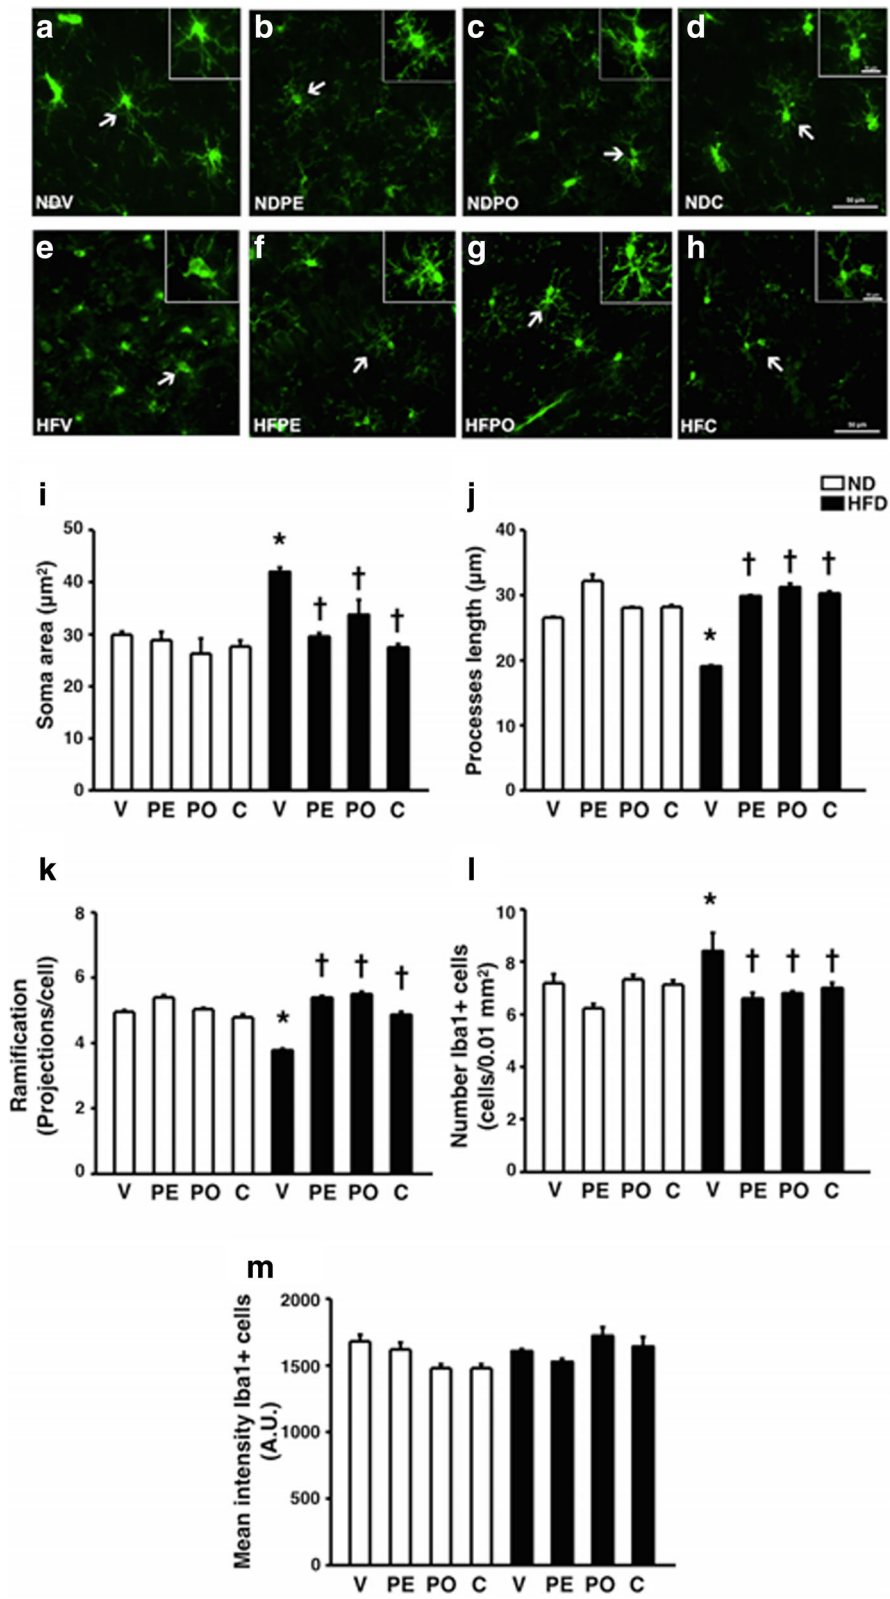 a b c d
NDV NDPE NDPO NDC
50 µm
e f g h
HFV HFPE HFPO HFC
50 µm
i
Soma area (µm²)
50
40
30
20
10
0
*
†
†
†
V PE PO C V PE PO C
j
ND
HFD
Processes length (µm)
40
30
20
10
0
*
†
†
†
V PE PO C V PE PO C
k
Ramification
(Projections/cell)
8
6
4
2
0
*
†
†
†
V PE PO C V PE PO C
l
Number Iba1+ cells
(cells/0.01 mm²)
10
8
6
4
2
0
*
†
†
†
V PE PO C V PE PO C
m
Mean intensity Iba1+ cells
(A.U.)
2000
1500
1000
500
0
V PE PO C V PE PO C